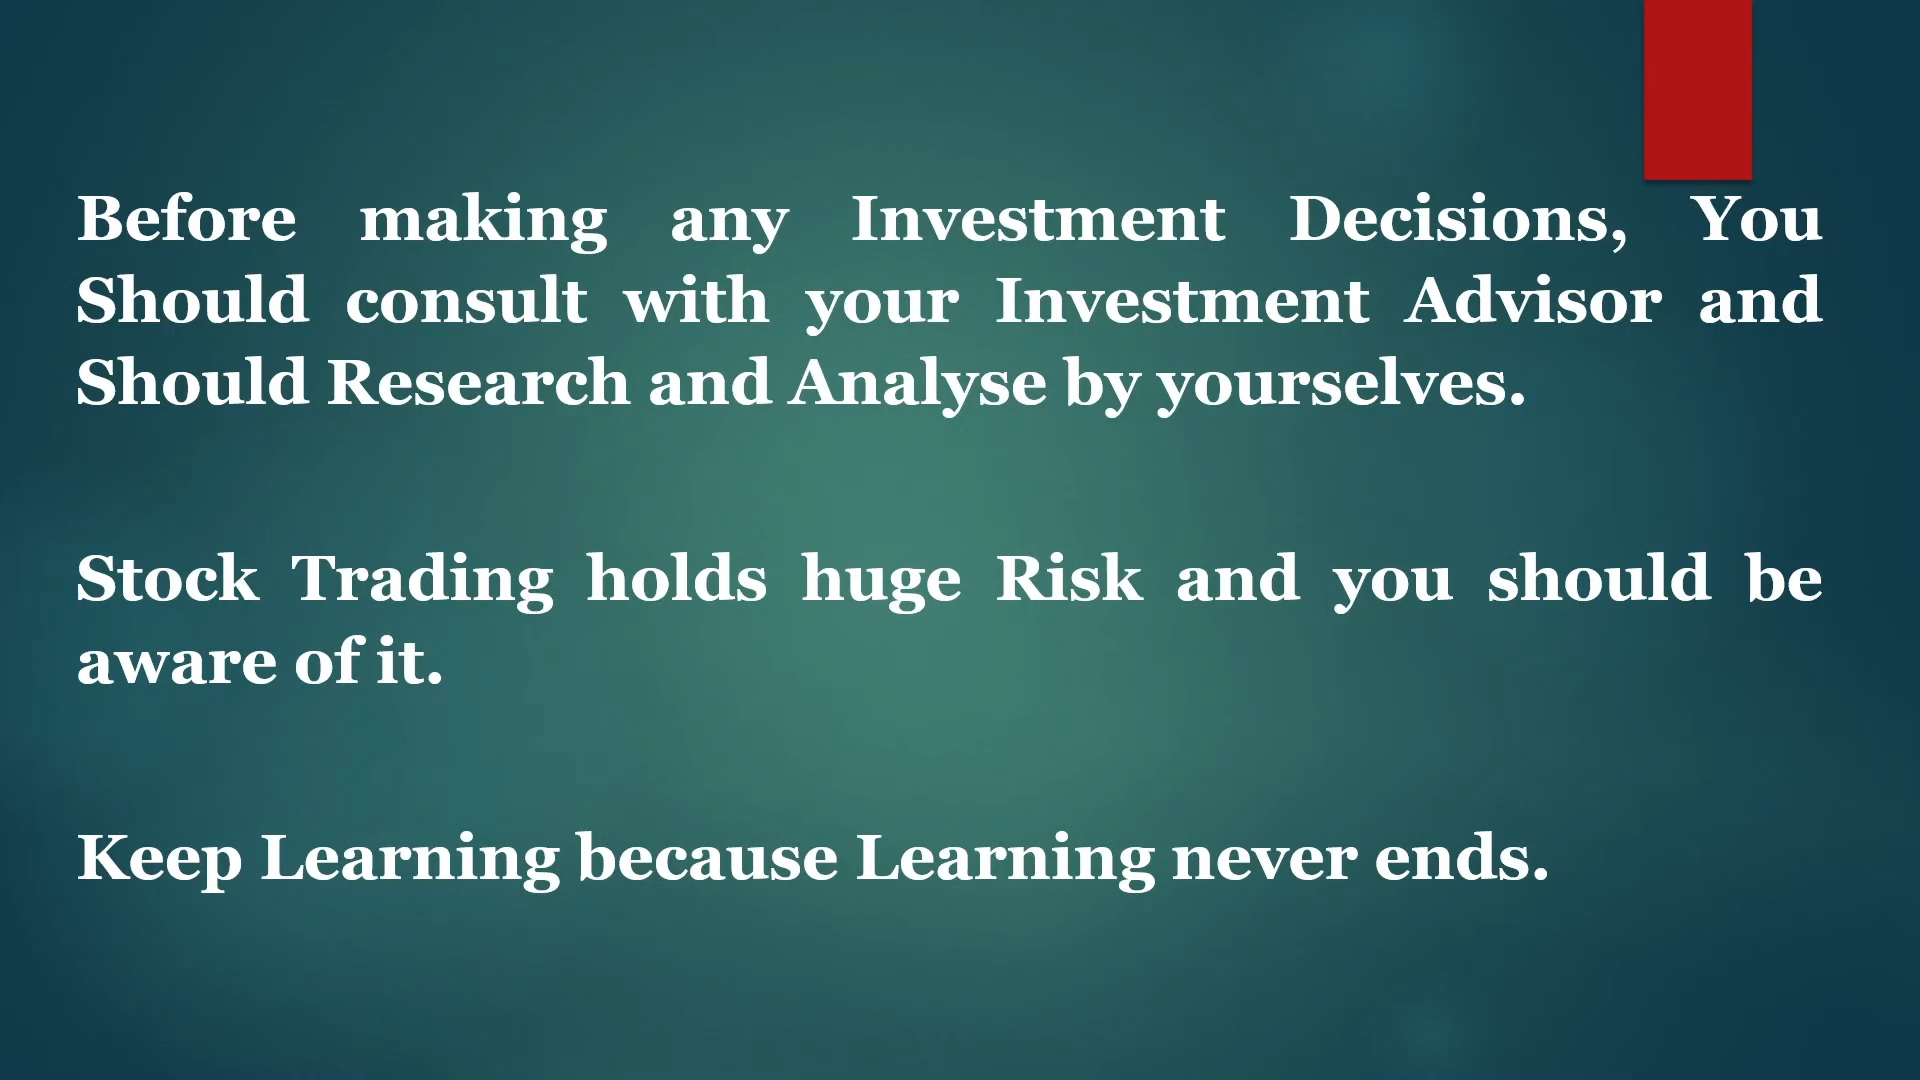 Before making any Investment Decisions, You
Should consult with your Investment Advisor and
Should Research and Analyse by yourselves.
Stock Trading holds huge Risk and you should be
aware of it.
Keep Learning because Learning never ends.